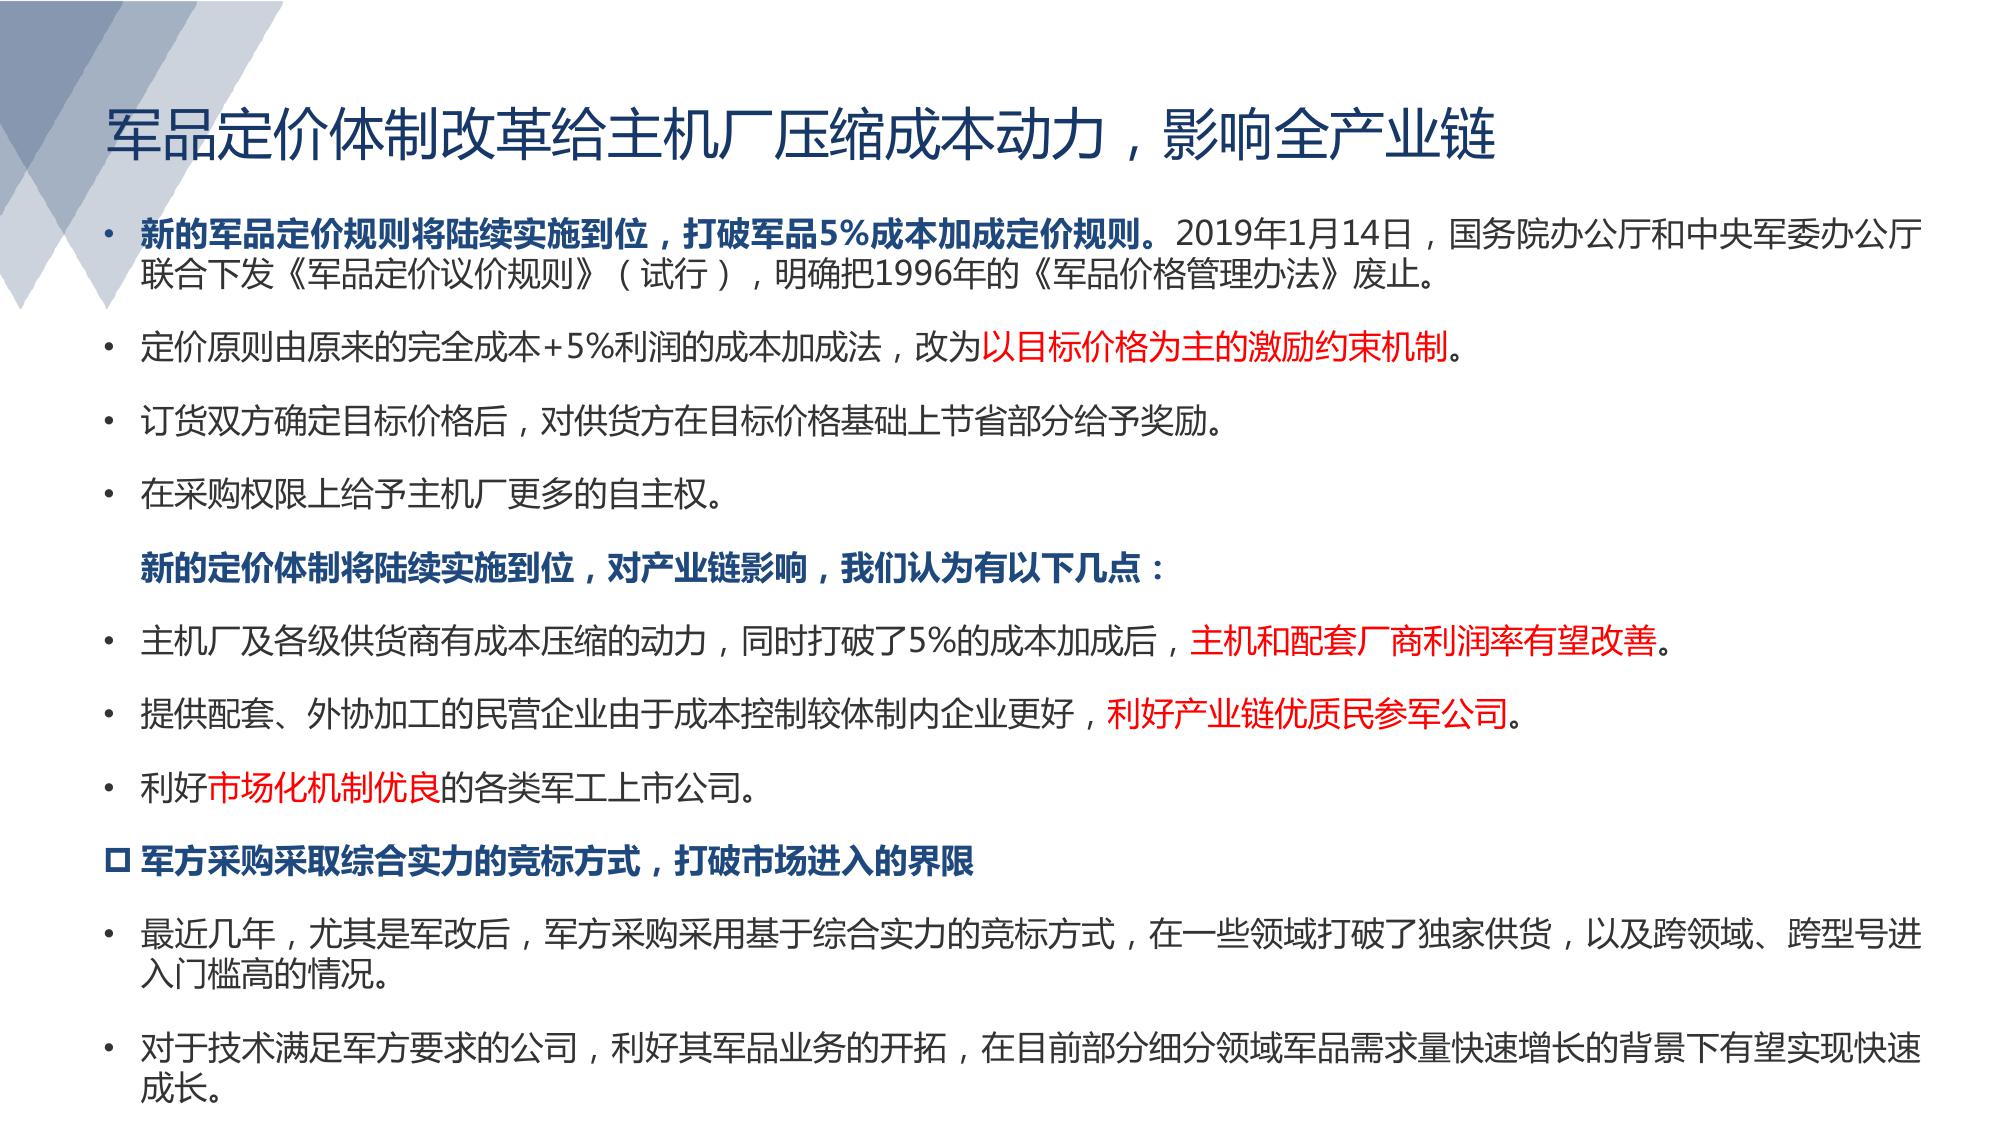 军品定价体制改革给主机厂压缩成本动力，影响全产业链
• 新的军品定价规则将陆续实施到位，打破军品5%成本加成定价规则。2019年1月14日，国务院办公厅和中央军委办公厅
联合下发《军品定价议价规则》（试行），明确把1996年的《军品价格管理办法》废止。
• 定价原则由原来的完全成本+5%利润的成本加成法，改为以目标价格为主的激励约束机制。
• 订货双方确定目标价格后，对供货方在目标价格基础上节省部分给予奖励。
• 在采购权限上给予主机厂更多的自主权。
新的定价体制将陆续实施到位，对产业链影响，我们认为有以下几点：
• 主机厂及各级供货商有成本压缩的动力，同时打破了5%的成本加成后，主机和配套厂商利润率有望改善。
• 提供配套、外协加工的民营企业由于成本控制较体制内企业更好，利好产业链优质民参军公司。
• 利好市场化机制优良的各类军工上市公司。
口 军方采购采取综合实力的竞标方式，打破市场进入的界限
• 最近几年，尤其是军改后，军方采购采用基于综合实力的竞标方式，在一些领域打破了独家供货，以及跨领域、跨型号进
入门槛高的情况。
• 对于技术满足军方要求的公司，利好其军品业务的开拓，在目前部分细分领域军品需求量快速增长的背景下有望实现快速
成长。